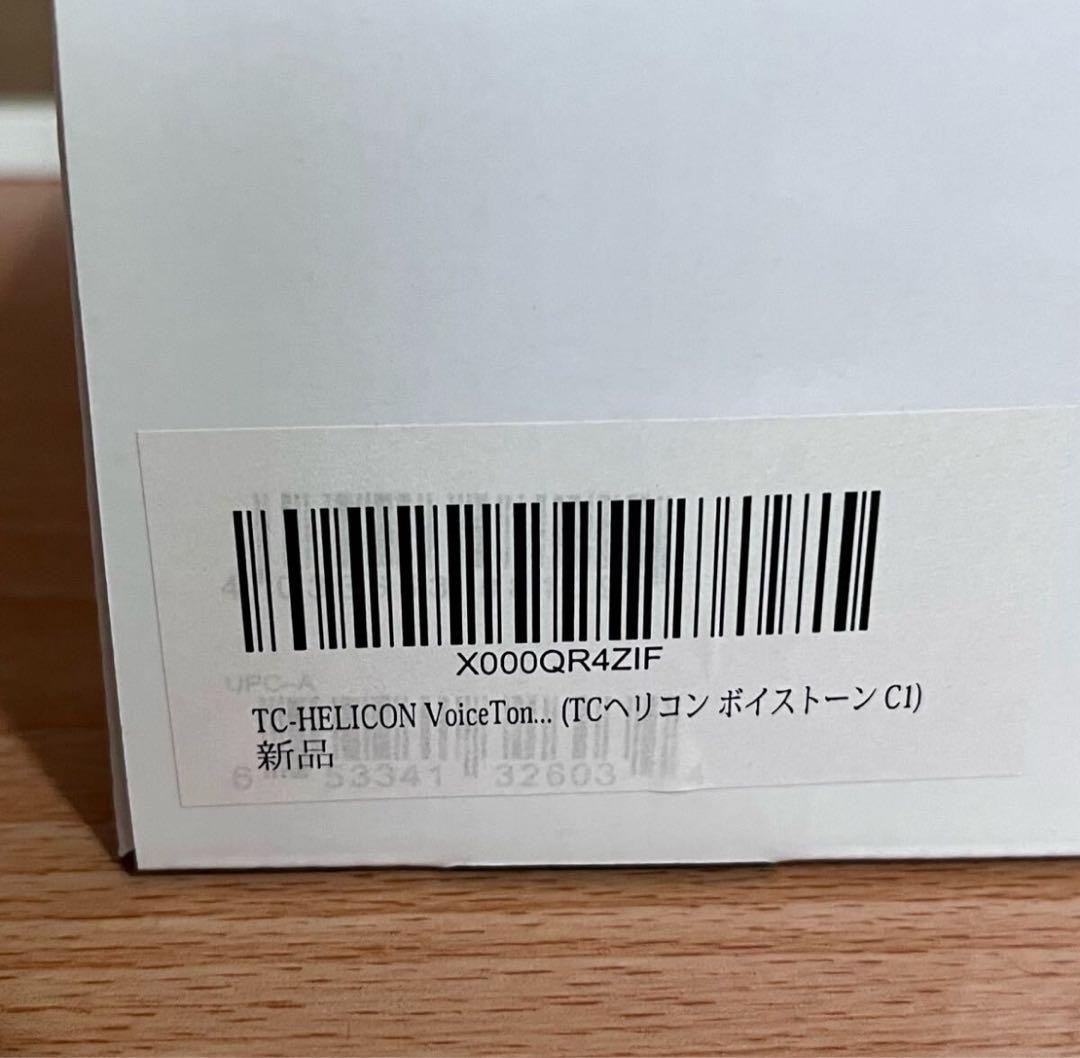 X000QR4ZIF
UPC-A
TC-HELICON VoiceTon... (TCヘリコン ボイストーン C1)
新品
53341 32603 4